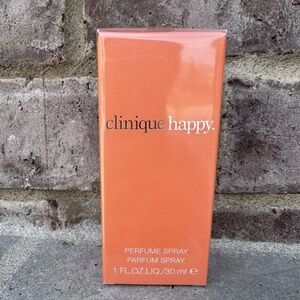 clinique happy.
PERFUME SPRAY
PARFUM SPRAY
1 FL.OZ.LIQ./30 ml ℮